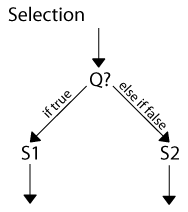 Selection
Q?
if true
else if false
S1
S2